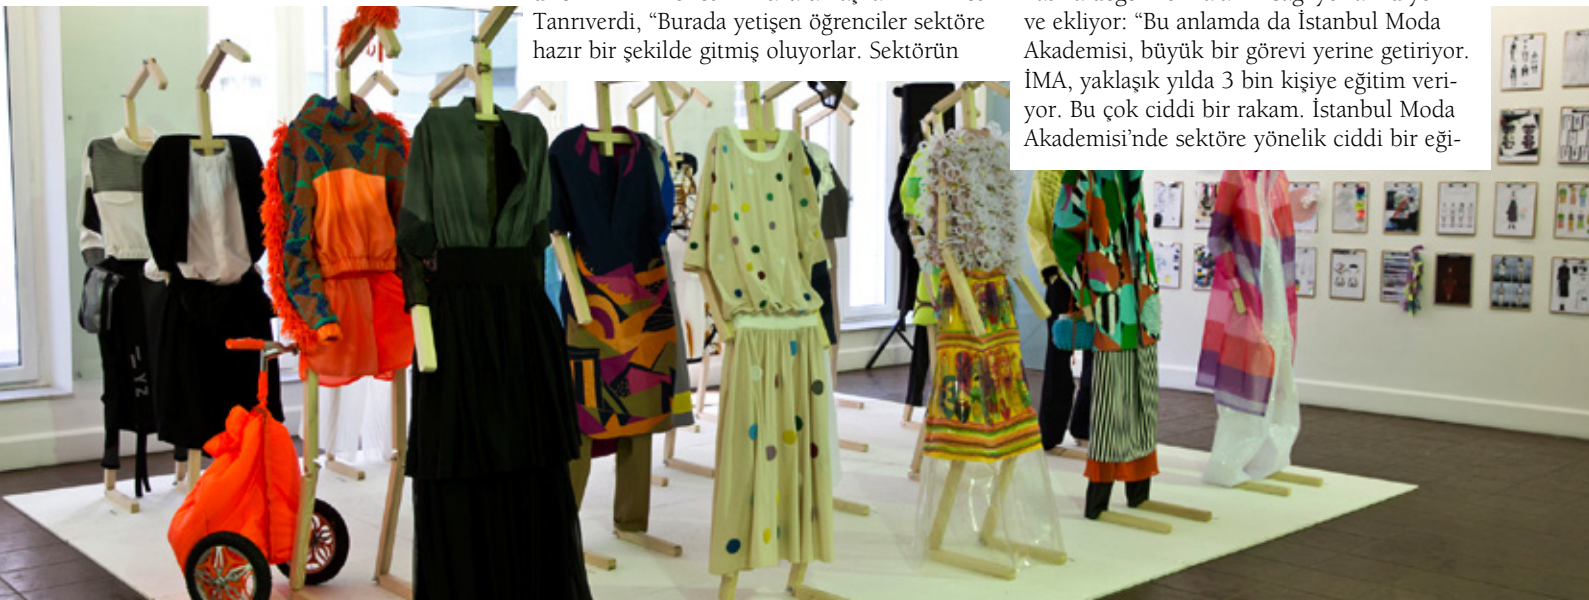 Tanrıverdi, “Burada yetişen öğrenciler sektöre
hazır bir şekilde gitmiş oluyorlar. Sektörün
ve ekliyor: “Bu anlamda da İstanbul Moda
Akademisi, büyük bir görevi yerine getiriyor.
İMA, yaklaşık yılda 3 bin kişiye eğitim veri-
yor. Bu çok ciddi bir rakam. İstanbul Moda
Akademisi’nde sektöre yönelik ciddi bir eği-